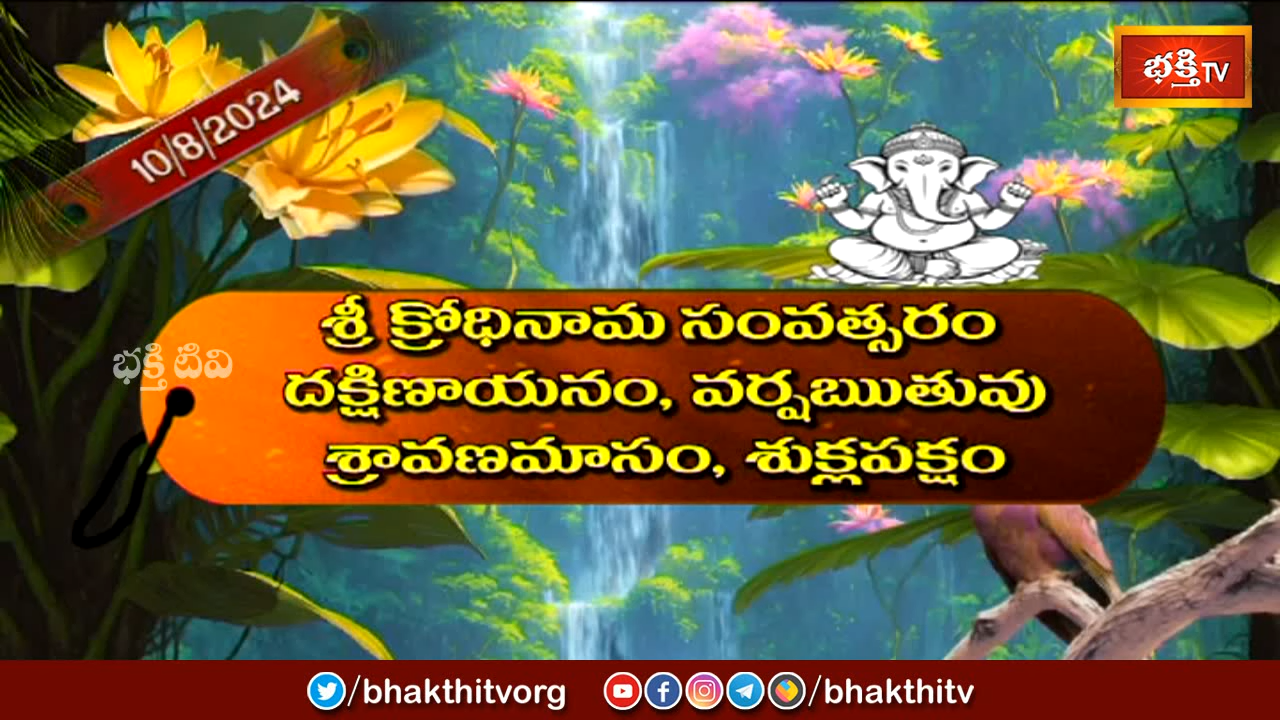 10/8/2024
భక్తి TV
శ్రీ క్రోధినామ సంవత్సరం
భక్తి టివి
దక్షిణాయనం, వర్షఋతువు
శ్రావణమాసం, శుక్లపక్షం
/bhakthitvorg
/bhakthitv